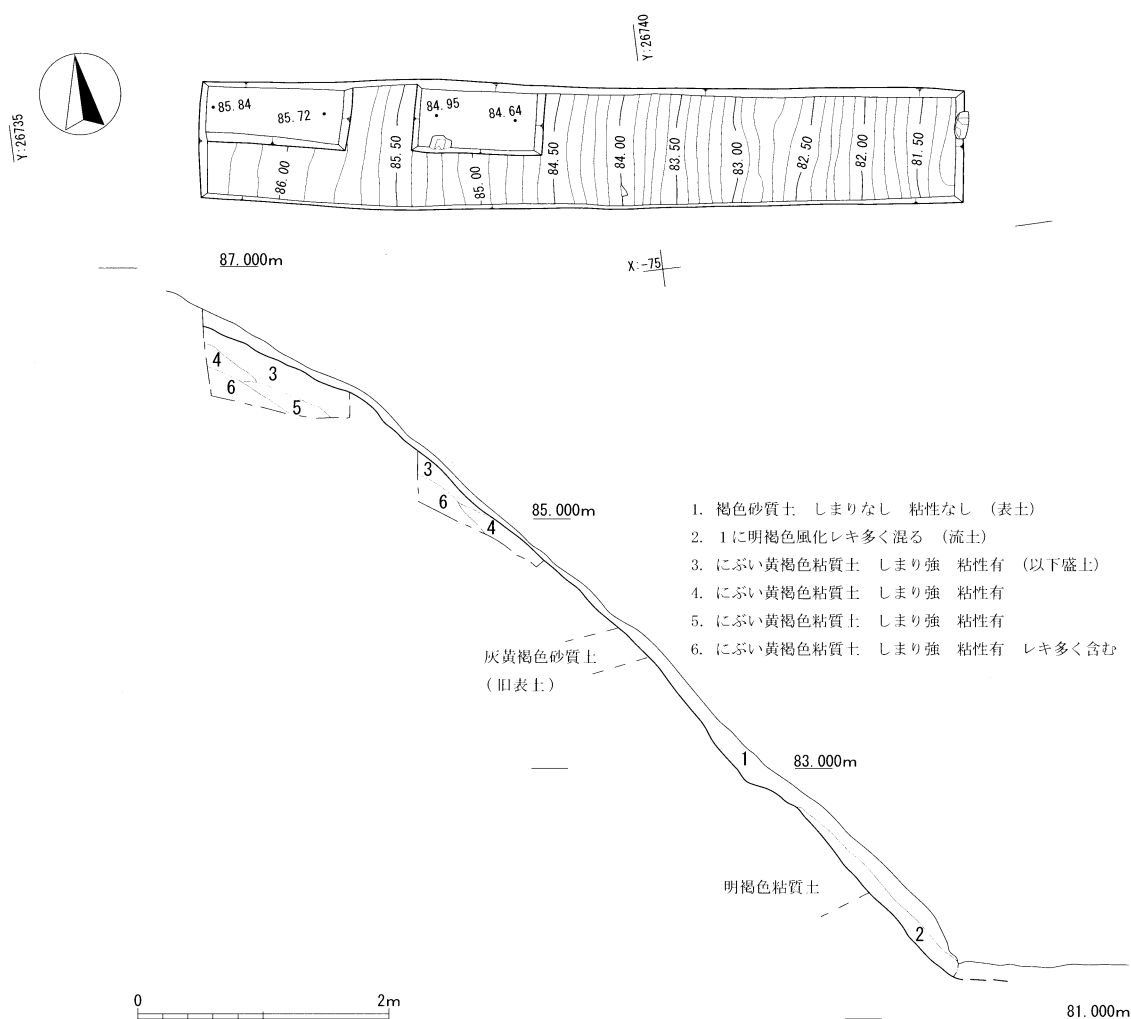 Y:26740
Y:26735
85.84
85.72
84.95
84.64
86.00
85.50
85.00
84.50
84.00
83.50
83.00
82.50
82.00
81.50
87.000m
X:-75
4
3
6
5
3
6
4
85.000m
1. 褐色砂質土 しまりなし 粘性なし (表土)
2. 1に明褐色風化レキ多く混る (流土)
3. にぶい黄褐色粘質土 しまり強 粘性有 (以下盛土)
4. にぶい黄褐色粘質土 しまり強 粘性有
5. にぶい黄褐色粘質土 しまり強 粘性有
6. にぶい黄褐色粘質土 しまり強 粘性有 レキ多く含む
灰黄褐色砂質土
(旧表土)
1
83.000m
明褐色粘質土
2
0 2m
81.000m